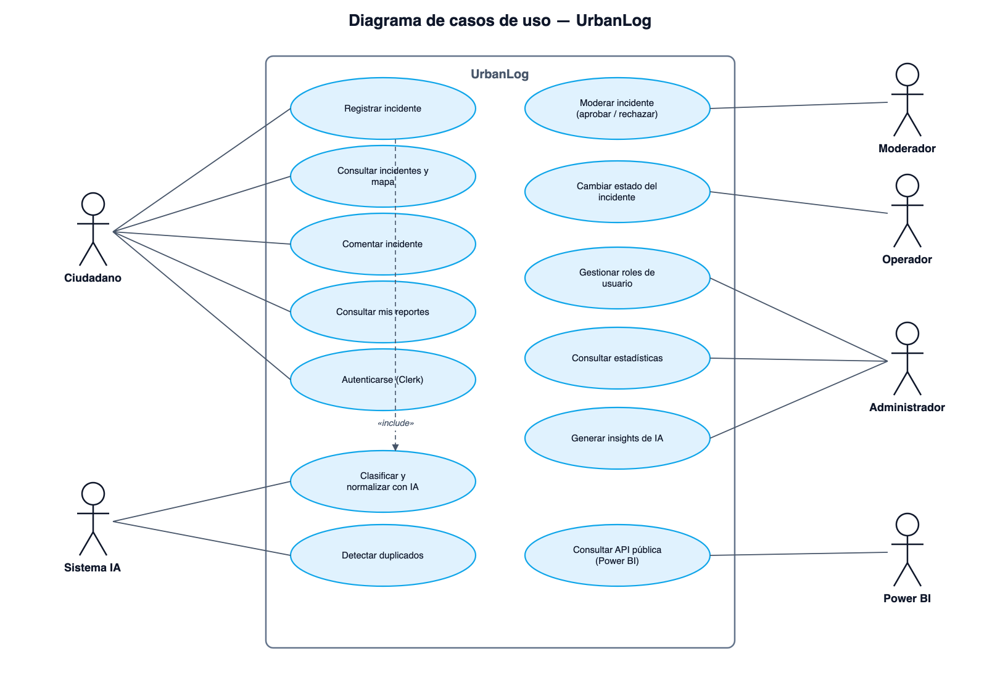 Diagrama de casos de uso — UrbanLog
UrbanLog
Registrar incidente
Consultar incidentes y
mapa
Comentar incidente
Consultar mis reportes
Autenticarse (Clerk)
«include»
Clasificar y
normalizar con IA
Detectar duplicados
Moderar incidente
(aprobar / rechazar)
Cambiar estado del
incidente
Gestionar roles de
usuario
Consultar estadísticas
Generar insights de IA
Consultar API pública
(Power BI)
Ciudadano
Sistema IA
Moderador
Operador
Administrador
Power BI